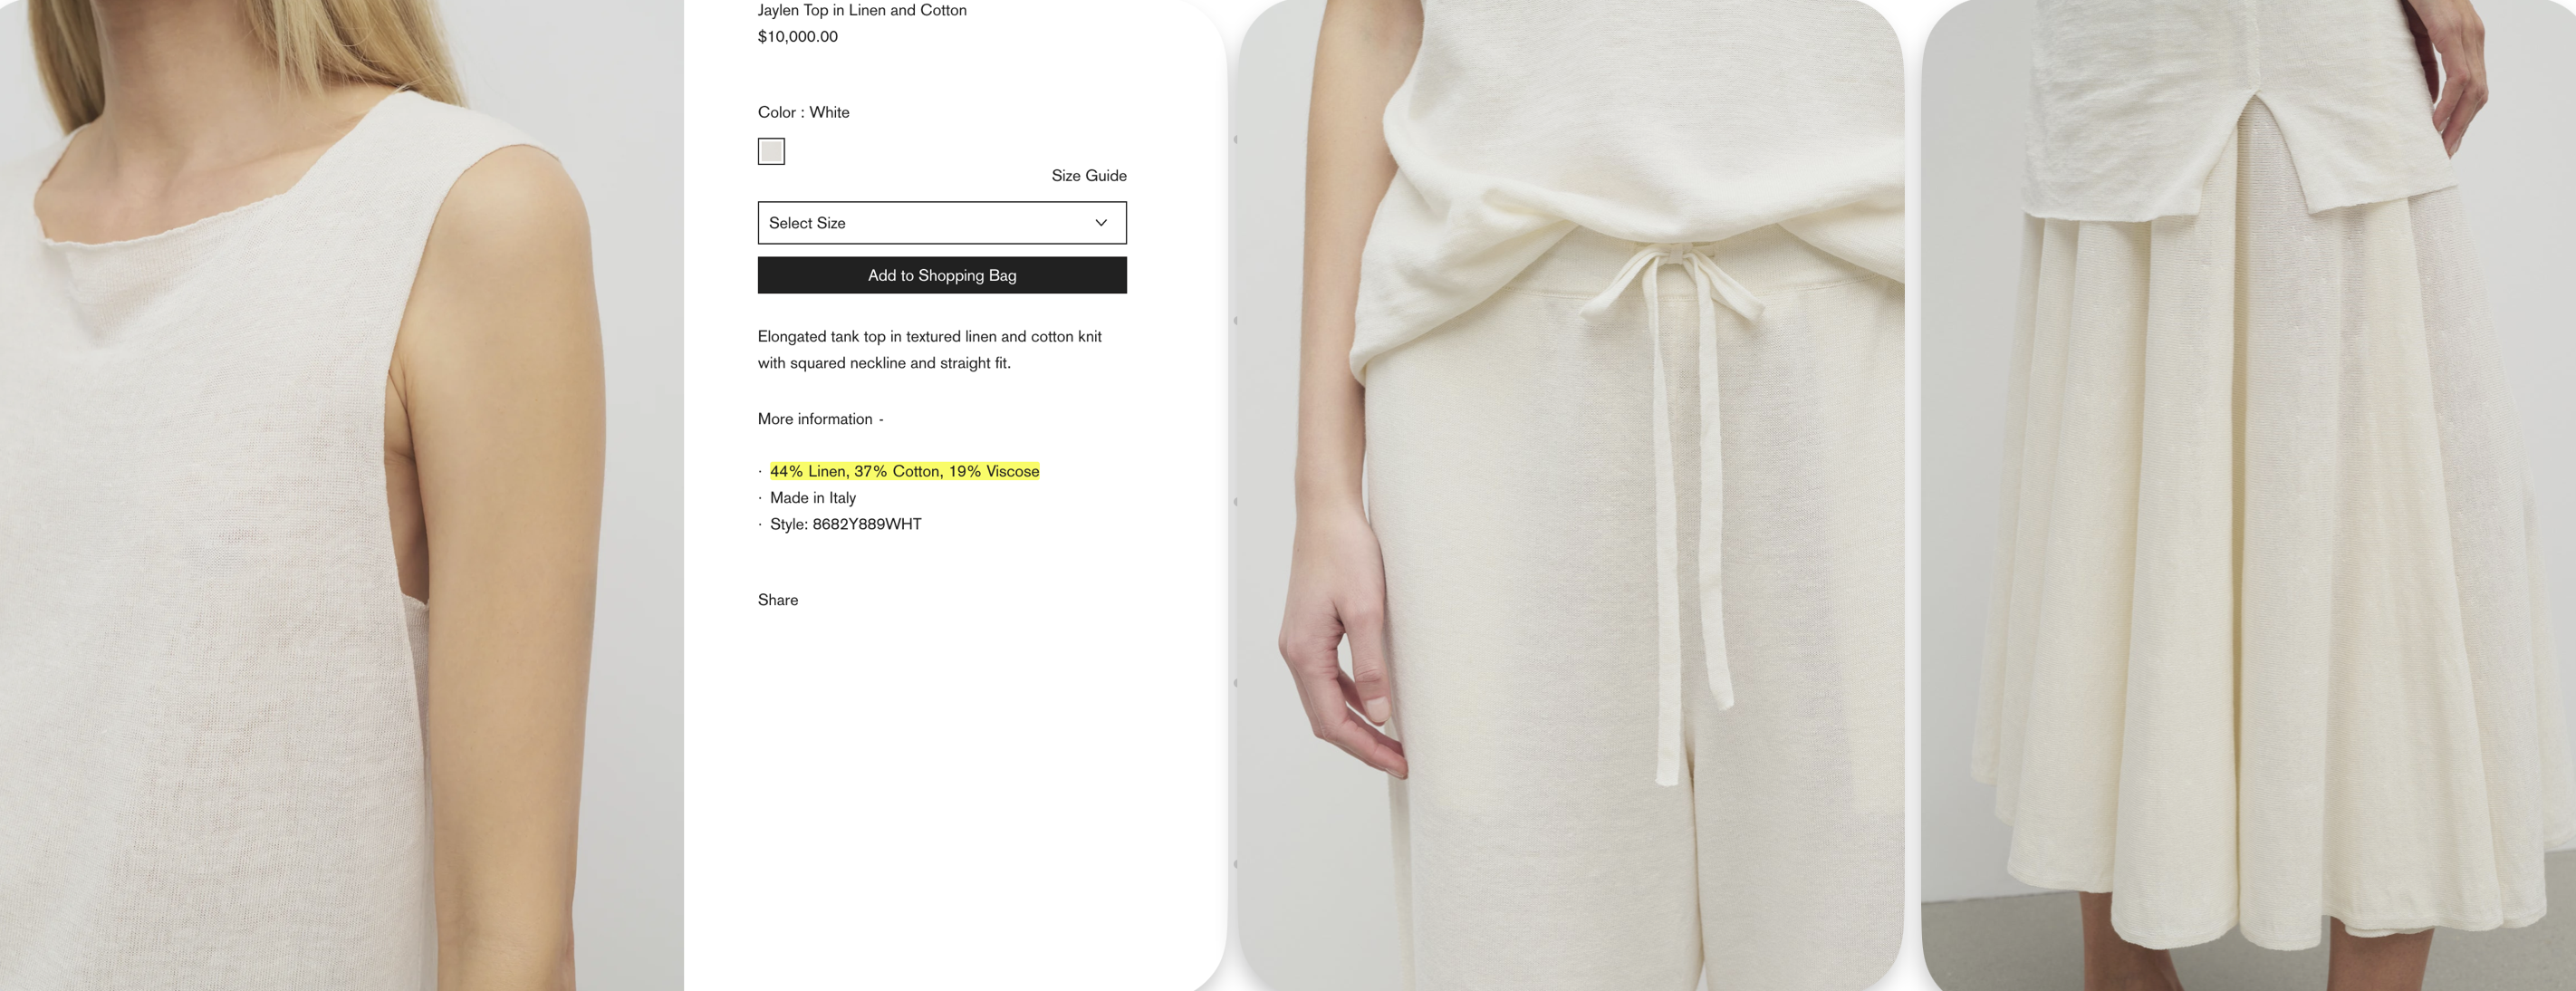 Jaylen Top in Linen and Cotton
$10,000.00
Color : White
Size Guide
Select Size
Add to Shopping Bag
Elongated tank top in textured linen and cotton knit
with squared neckline and straight fit.
More information -
· 44% Linen, 37% Cotton, 19% Viscose
· Made in Italy
· Style: 8682Y889WHT
Share